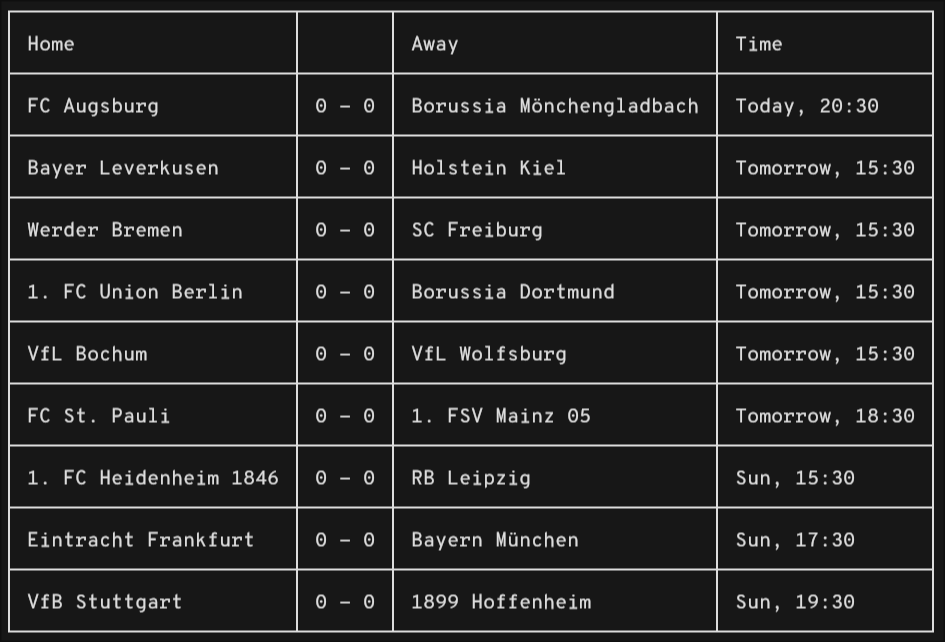 Home Away Time
FC Augsburg 0 – 0 Borussia Mönchengladbach Today, 20:30
Bayer Leverkusen 0 – 0 Holstein Kiel Tomorrow, 15:30
Werder Bremen 0 – 0 SC Freiburg Tomorrow, 15:30
1. FC Union Berlin 0 – 0 Borussia Dortmund Tomorrow, 15:30
VfL Bochum 0 – 0 VfL Wolfsburg Tomorrow, 15:30
FC St. Pauli 0 – 0 1. FSV Mainz 05 Tomorrow, 18:30
1. FC Heidenheim 1846 0 – 0 RB Leipzig Sun, 15:30
Eintracht Frankfurt 0 – 0 Bayern München Sun, 17:30
VfB Stuttgart 0 – 0 1899 Hoffenheim Sun, 19:30